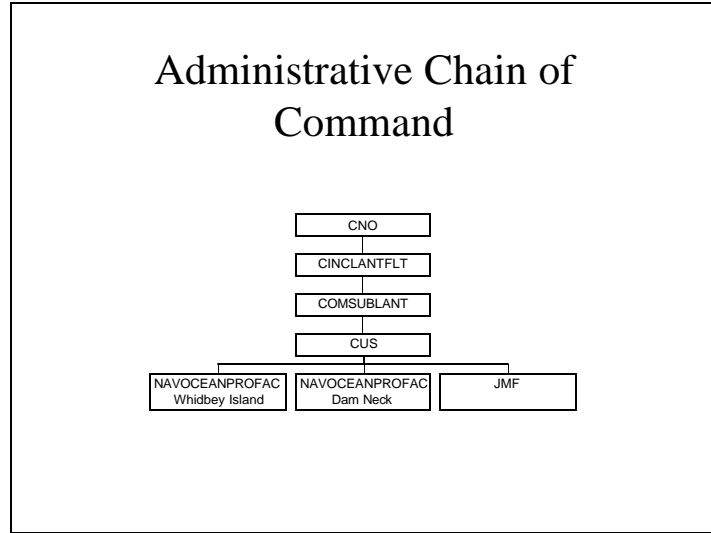 Administrative Chain of
Command
CNO
CINCLANTFLT
COMSUBLANT
CUS
NAVOCEANPROFAC
Whidbey Island
NAVOCEANPROFAC
Dam Neck
JMF